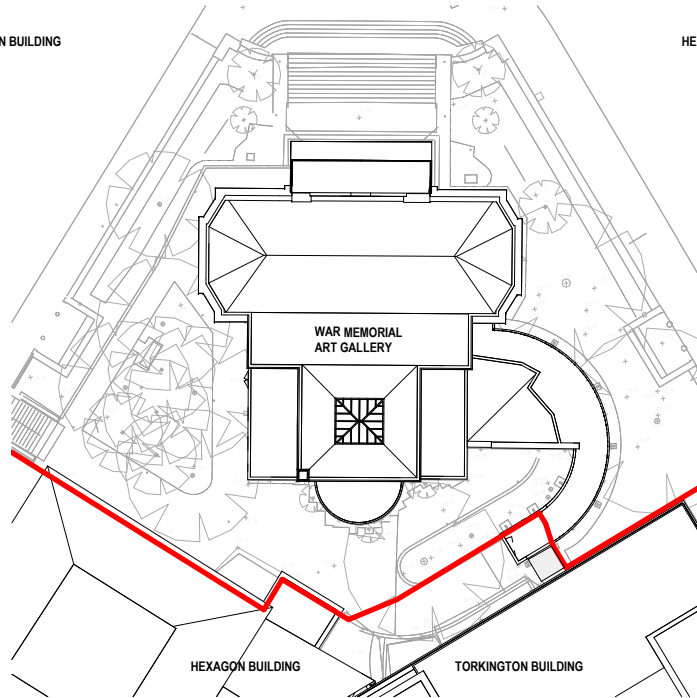 N BUILDING
HE
WAR MEMORIAL
ART GALLERY
HEXAGON BUILDING
TORKINGTON BUILDING